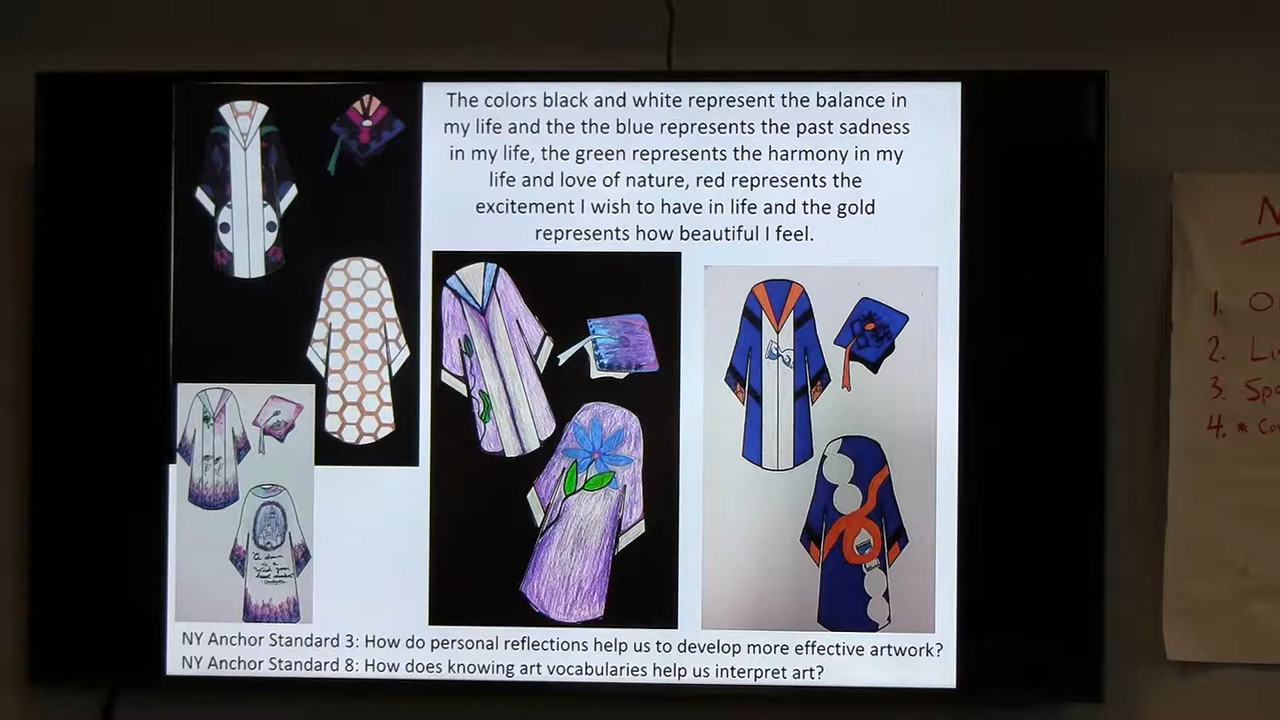 The colors black and white represent the balance in
my life and the the blue represents the past sadness
in my life, the green represents the harmony in my
life and love of nature, red represents the
excitement I wish to have in life and the gold
represents how beautiful I feel.
NY Anchor Standard 3: How do personal reflections help us to develop more effective artwork?
NY Anchor Standard 8: How does knowing art vocabularies help us interpret art?
N
1. O
2. Li
3. Spe
4. * Co